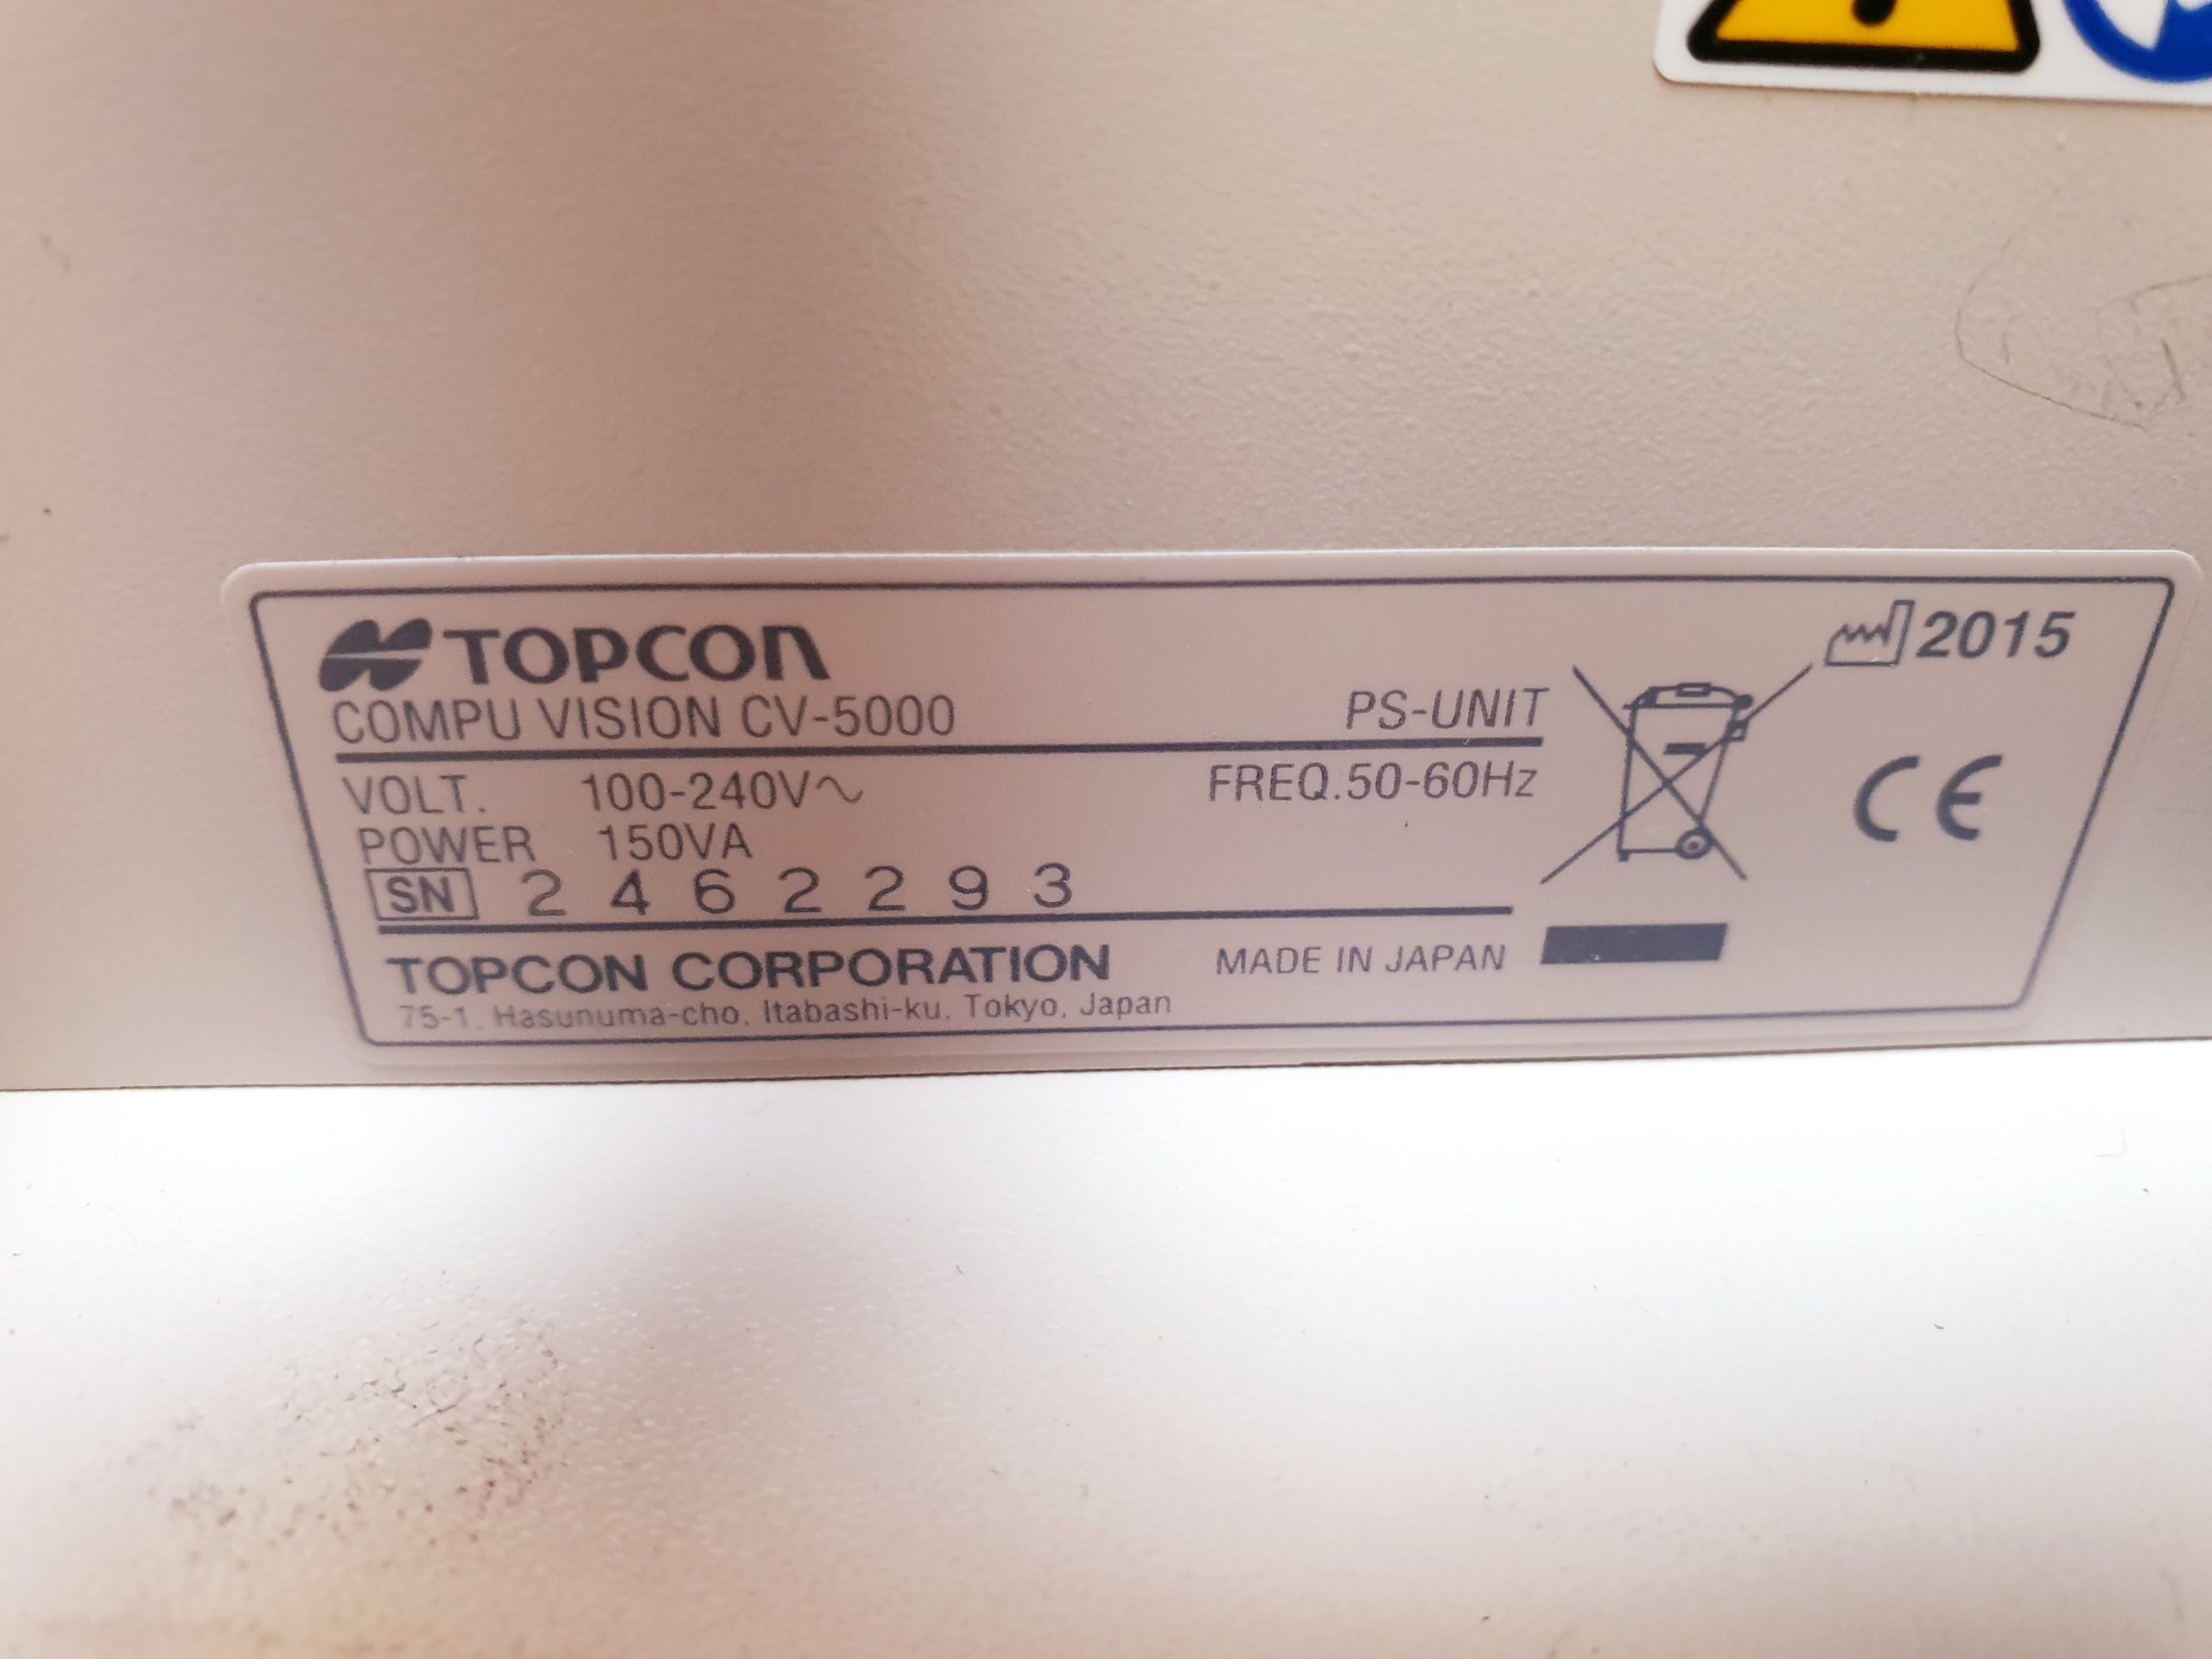 TOPCON
2015
COMPU VISION CV-5000 PS-UNIT
VOLT. 100-240V~ FREQ.50-60Hz
POWER 150VA
CE
SN 2462293
TOPCON CORPORATION MADE IN JAPAN
75-1, Hasunuma-cho, Itabashi-ku, Tokyo, Japan